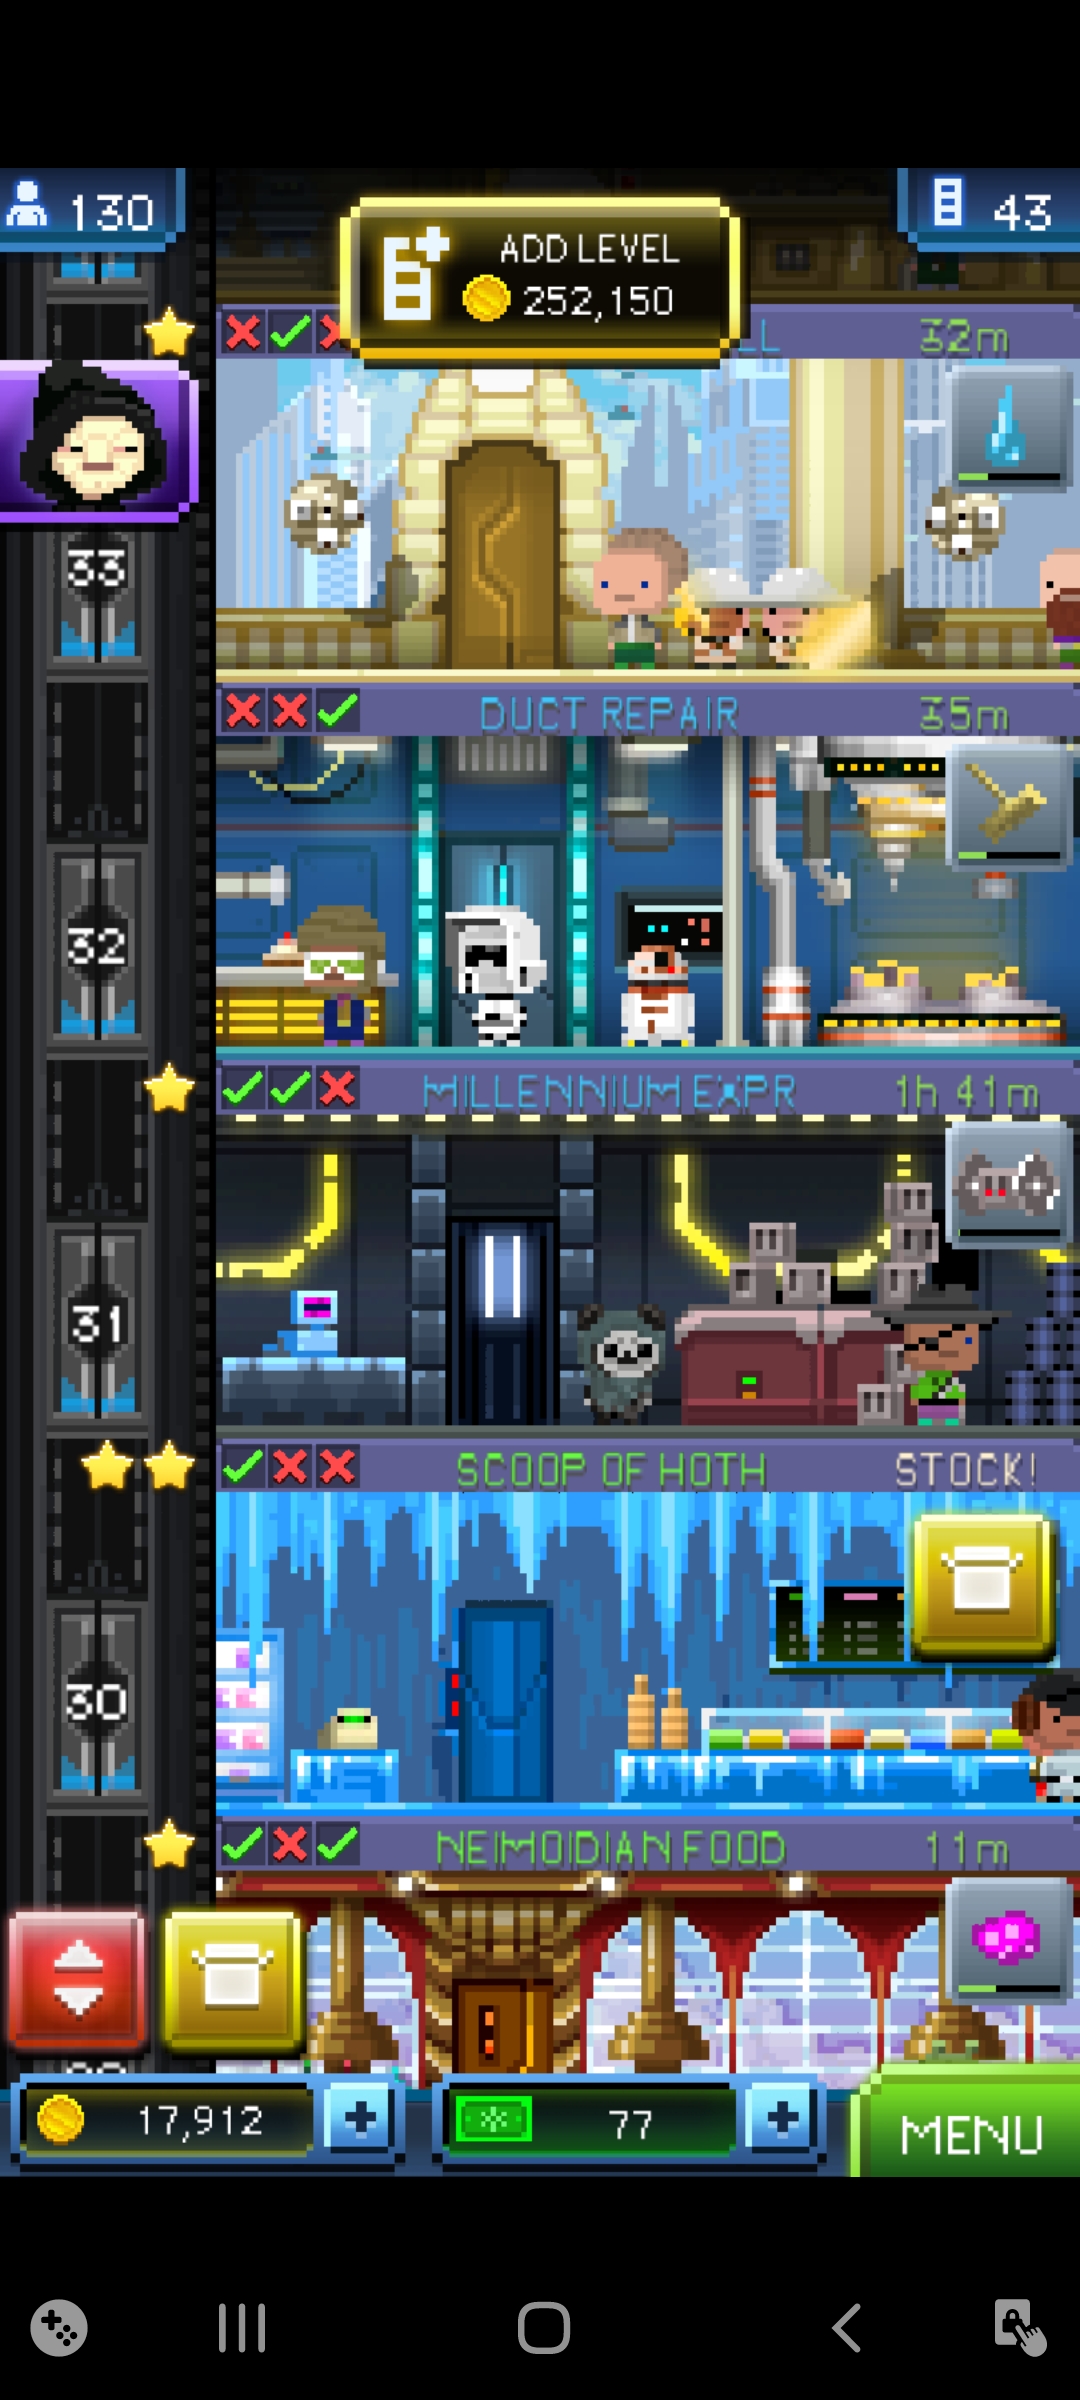 130
ADD LEVEL
252,150
43
LL
32m
33
DUCT REPAIR
35m
32
MILLENNIUM EXPR
1h 41m
31
SCOOP OF HOTH
STOCK!
30
NEIMOIDIAN FOOD
11m
17,912
77
MENU